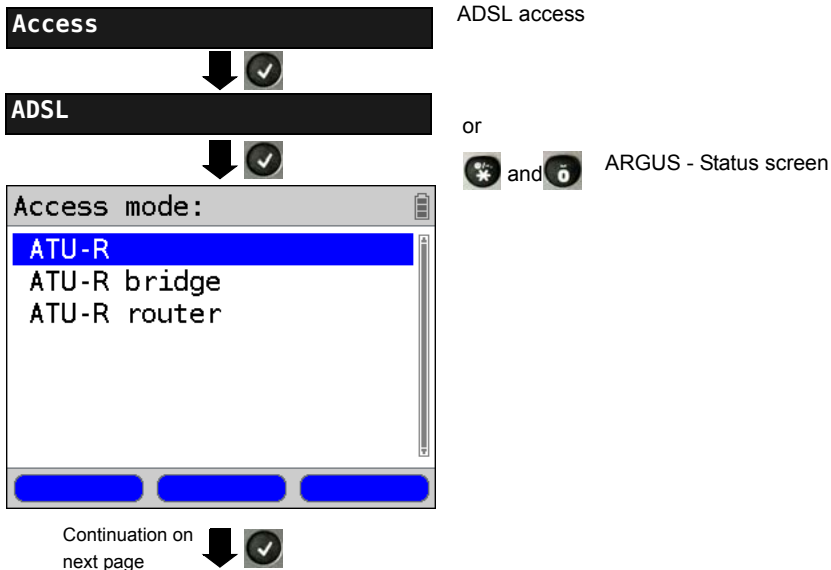 Access
ADSL access
ADSL
or
and
ARGUS - Status screen
Access mode:
ATU-R
ATU-R bridge
ATU-R router
Continuation on
next page